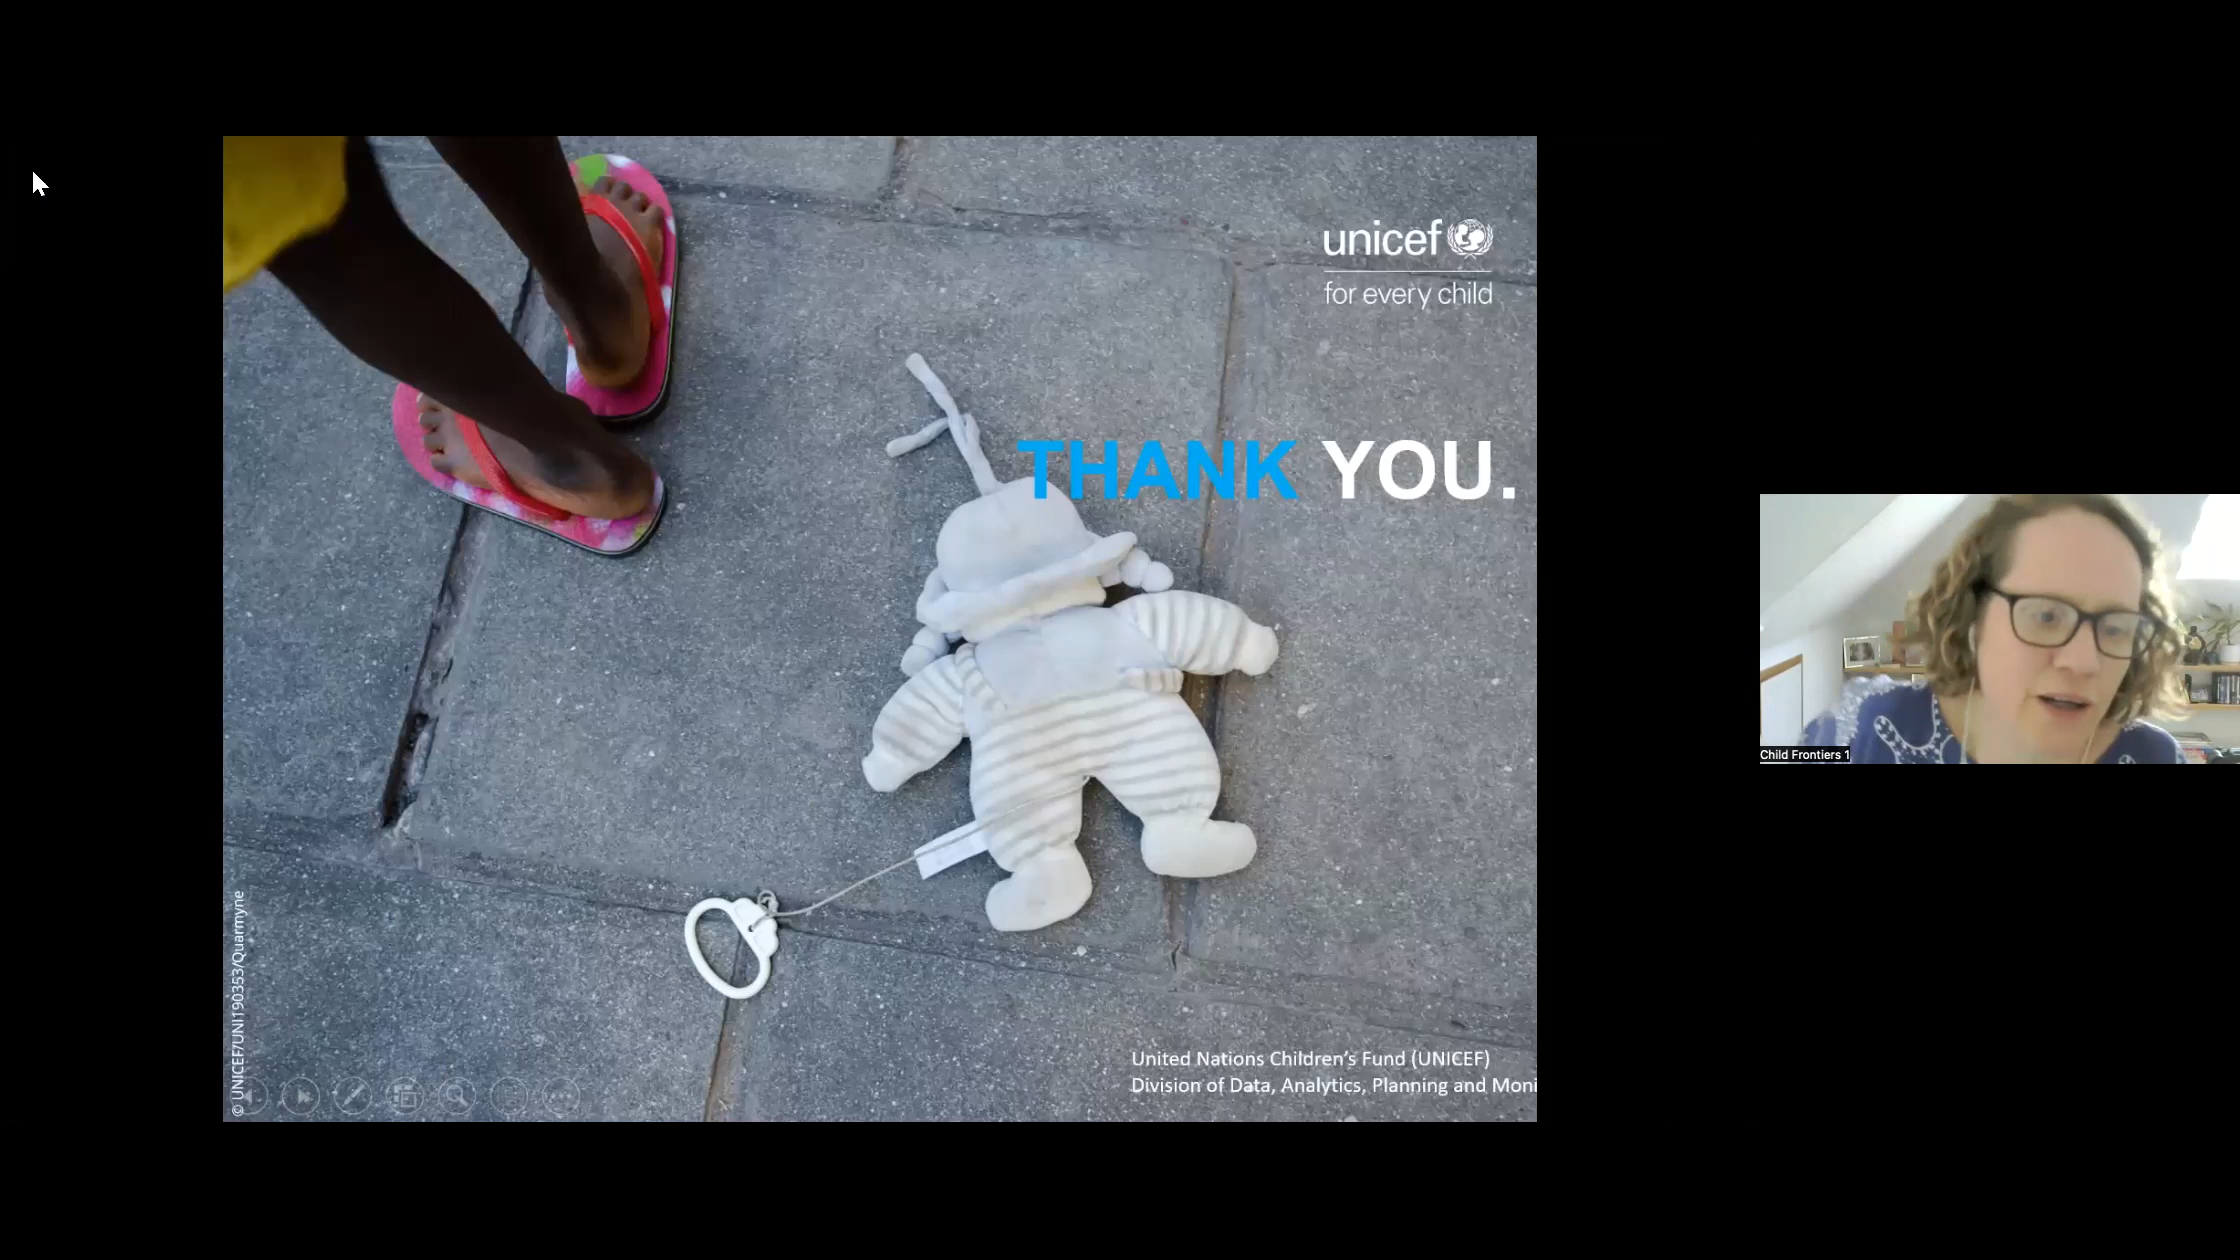 unicef
for every child
THANK YOU.
Child Frontiers 1
© UNICEF/UNI190353/Quarmyne
United Nations Children’s Fund (UNICEF)
Division of Data, Analytics, Planning and Moni